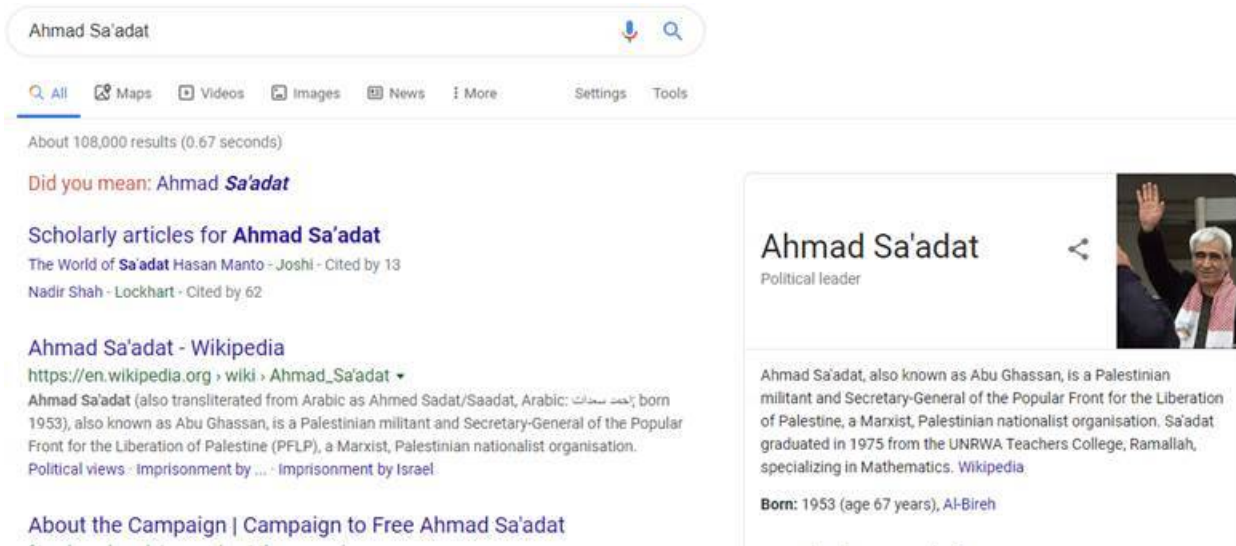 Ahmad Sa'adat
All Maps Videos Images News More Settings Tools
About 108,000 results (0.67 seconds)
Did you mean: Ahmad Sa'adat
Scholarly articles for Ahmad Sa'adat
The World of Sa'adat Hasan Manto - Joshi - Cited by 13
Nadir Shah - Lockhart - Cited by 62
Ahmad Sa'adat - Wikipedia
https://en.wikipedia.org › wiki › Ahmad_Sa'adat
Ahmad Sa'adat (also transliterated from Arabic as Ahmed Sadat/Saadat, Arabic: أحمد سعدات; born
1953), also known as Abu Ghassan, is a Palestinian militant and Secretary-General of the Popular
Front for the Liberation of Palestine (PFLP), a Marxist, Palestinian nationalist organisation.
Political views · Imprisonment by ... · Imprisonment by Israel
About the Campaign | Campaign to Free Ahmad Sa'adat
Ahmad Sa'adat
Political leader
Ahmad Sa'adat, also known as Abu Ghassan, is a Palestinian
militant and Secretary-General of the Popular Front for the Liberation
of Palestine, a Marxist, Palestinian nationalist organisation. Sa'adat
graduated in 1975 from the UNRWA Teachers College, Ramallah,
specializing in Mathematics. Wikipedia
Born: 1953 (age 67 years), Al-Bireh